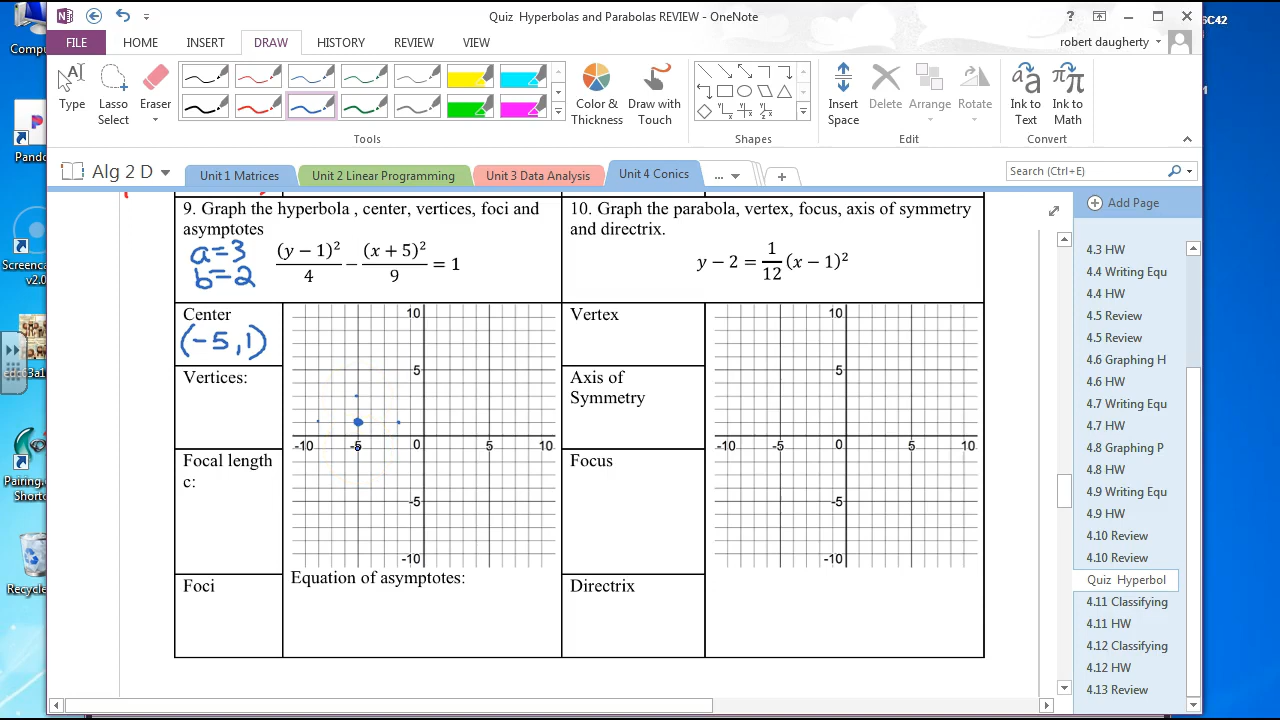 Quiz Hyperbolas and Parabolas REVIEW - OneNote
FILE HOME INSERT DRAW HISTORY REVIEW VIEW
robert daugherty
Type Lasso Select Eraser
Color & Thickness Draw with Touch
Insert Space Delete Arrange Rotate
Ink to Text Ink to Math
Tools Shapes Edit Convert
Alg 2 D Unit 1 Matrices Unit 2 Linear Programming Unit 3 Data Analysis Unit 4 Conics ... Search (Ctrl+E)
9. Graph the hyperbola , center, vertices, foci and
asymptotes
a=3
b=2
(y − 1)²/4 − (x + 5)²/9 = 1
10. Graph the parabola, vertex, focus, axis of symmetry
and directrix.
y − 2 = 1/12 (x − 1)²
Center
(-5,1)
Vertices:
Focal length
c:
Foci
10
5
-10 -5 0 5 10
-5
-10
Equation of asymptotes:
Vertex
Axis of
Symmetry
Focus
Directrix
10
5
-10 -5 0 5 10
-5
-10
Add Page
4.3 HW
4.4 Writing Equ
4.4 HW
4.5 Review
4.5 Review
4.6 Graphing H
4.6 HW
4.7 Writing Equ
4.7 HW
4.8 Graphing P
4.8 HW
4.9 Writing Equ
4.9 HW
4.10 Review
4.10 Review
Quiz Hyperbol
4.11 Classifying
4.11 HW
4.12 Classifying
4.12 HW
4.13 Review
Compu
Pando
Screenca
v2.0
Pairing.
Shortc
Recycle
6C42